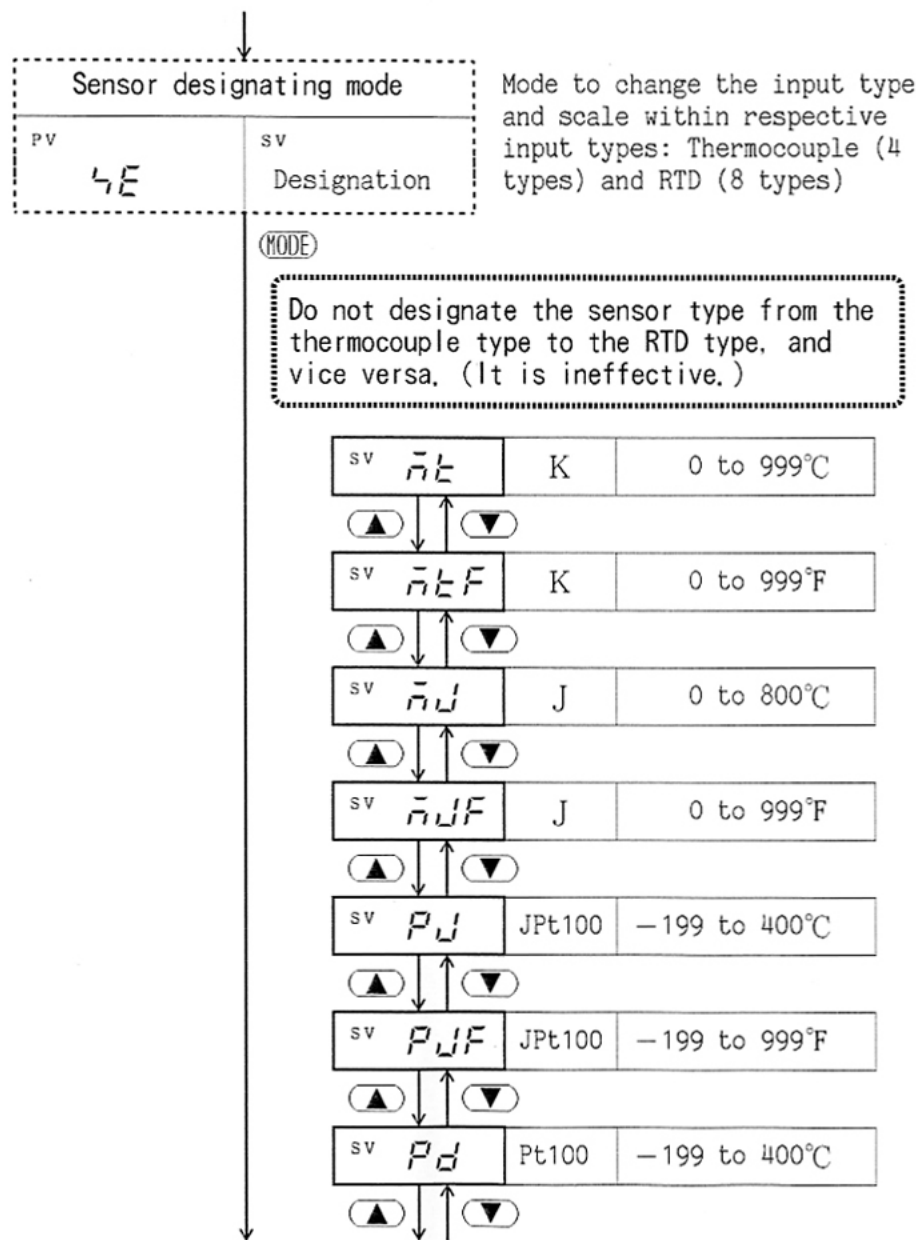 Sensor designating mode
PV
SV
ЧE
Designation
Mode to change the input type
and scale within respective
input types: Thermocouple (4
types) and RTD (8 types)
MODE
Do not designate the sensor type from the
thermocouple type to the RTD type, and
vice versa. (It is ineffective.)
SV K 0 to 999℃
▲ ▼
SV K 0 to 999℉
▲ ▼
SV J 0 to 800℃
▲ ▼
SV J 0 to 999℉
▲ ▼
SV PJ JPt100 −199 to 400℃
▲ ▼
SV PJF JPt100 −199 to 999℉
▲ ▼
SV Pd Pt100 −199 to 400℃
▲ ▼